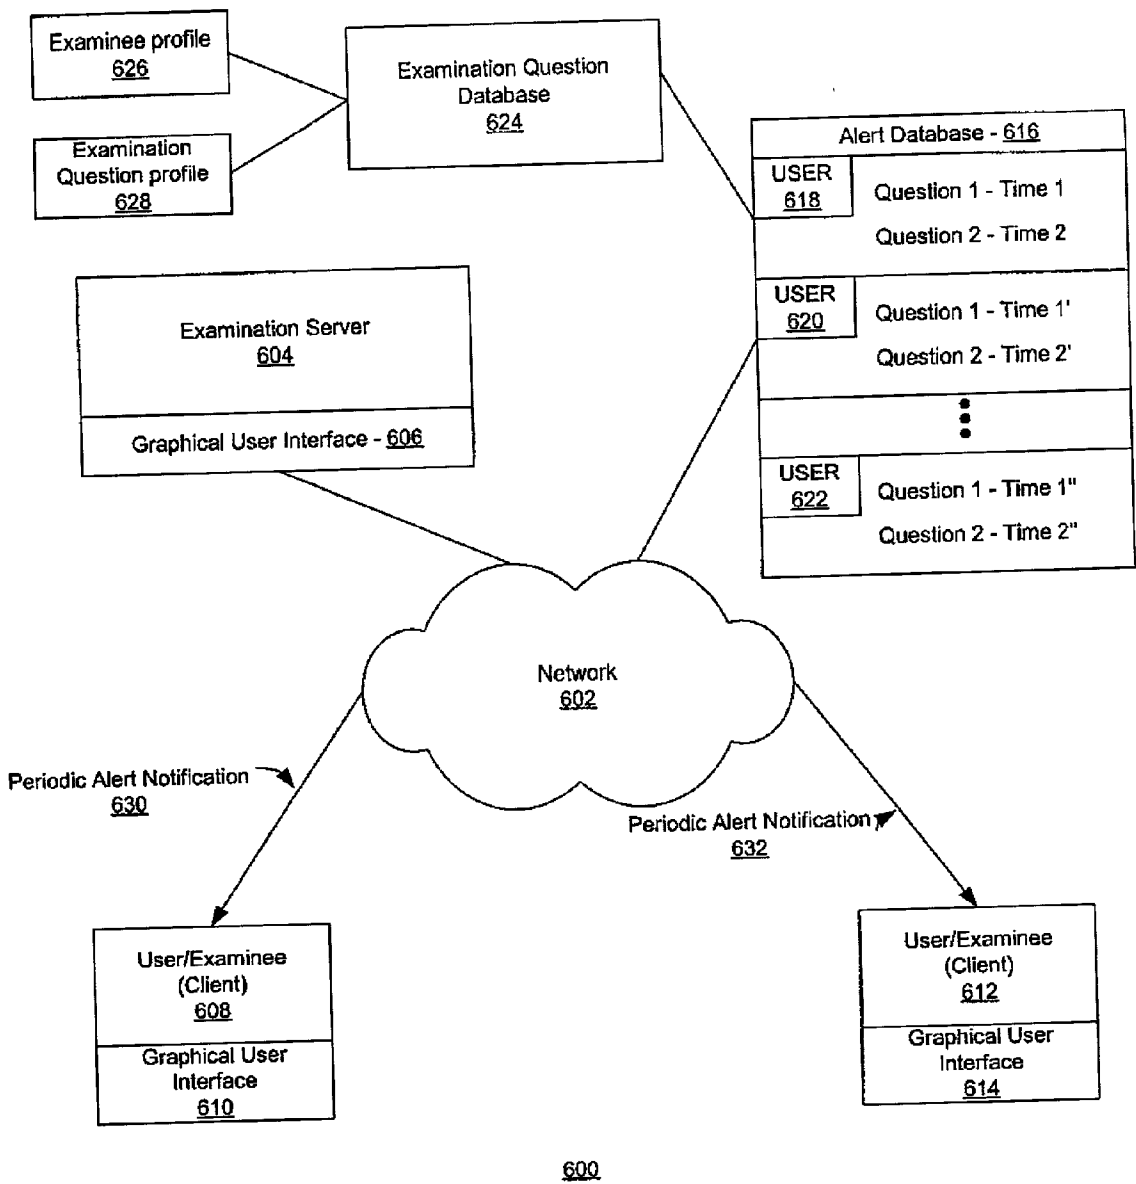 Examinee profile
626
Examination
Question profile
628
Examination Question
Database
624
Alert Database - 616
USER
618
Question 1 - Time 1
Question 2 - Time 2
USER
620
Question 1 - Time 1'
Question 2 - Time 2'
USER
622
Question 1 - Time 1"
Question 2 - Time 2"
Examination Server
604
Graphical User Interface - 606
Network
602
Periodic Alert Notification
630
Periodic Alert Notification
632
User/Examinee
(Client)
608
Graphical User
Interface
610
User/Examinee
(Client)
612
Graphical User
Interface
614
600